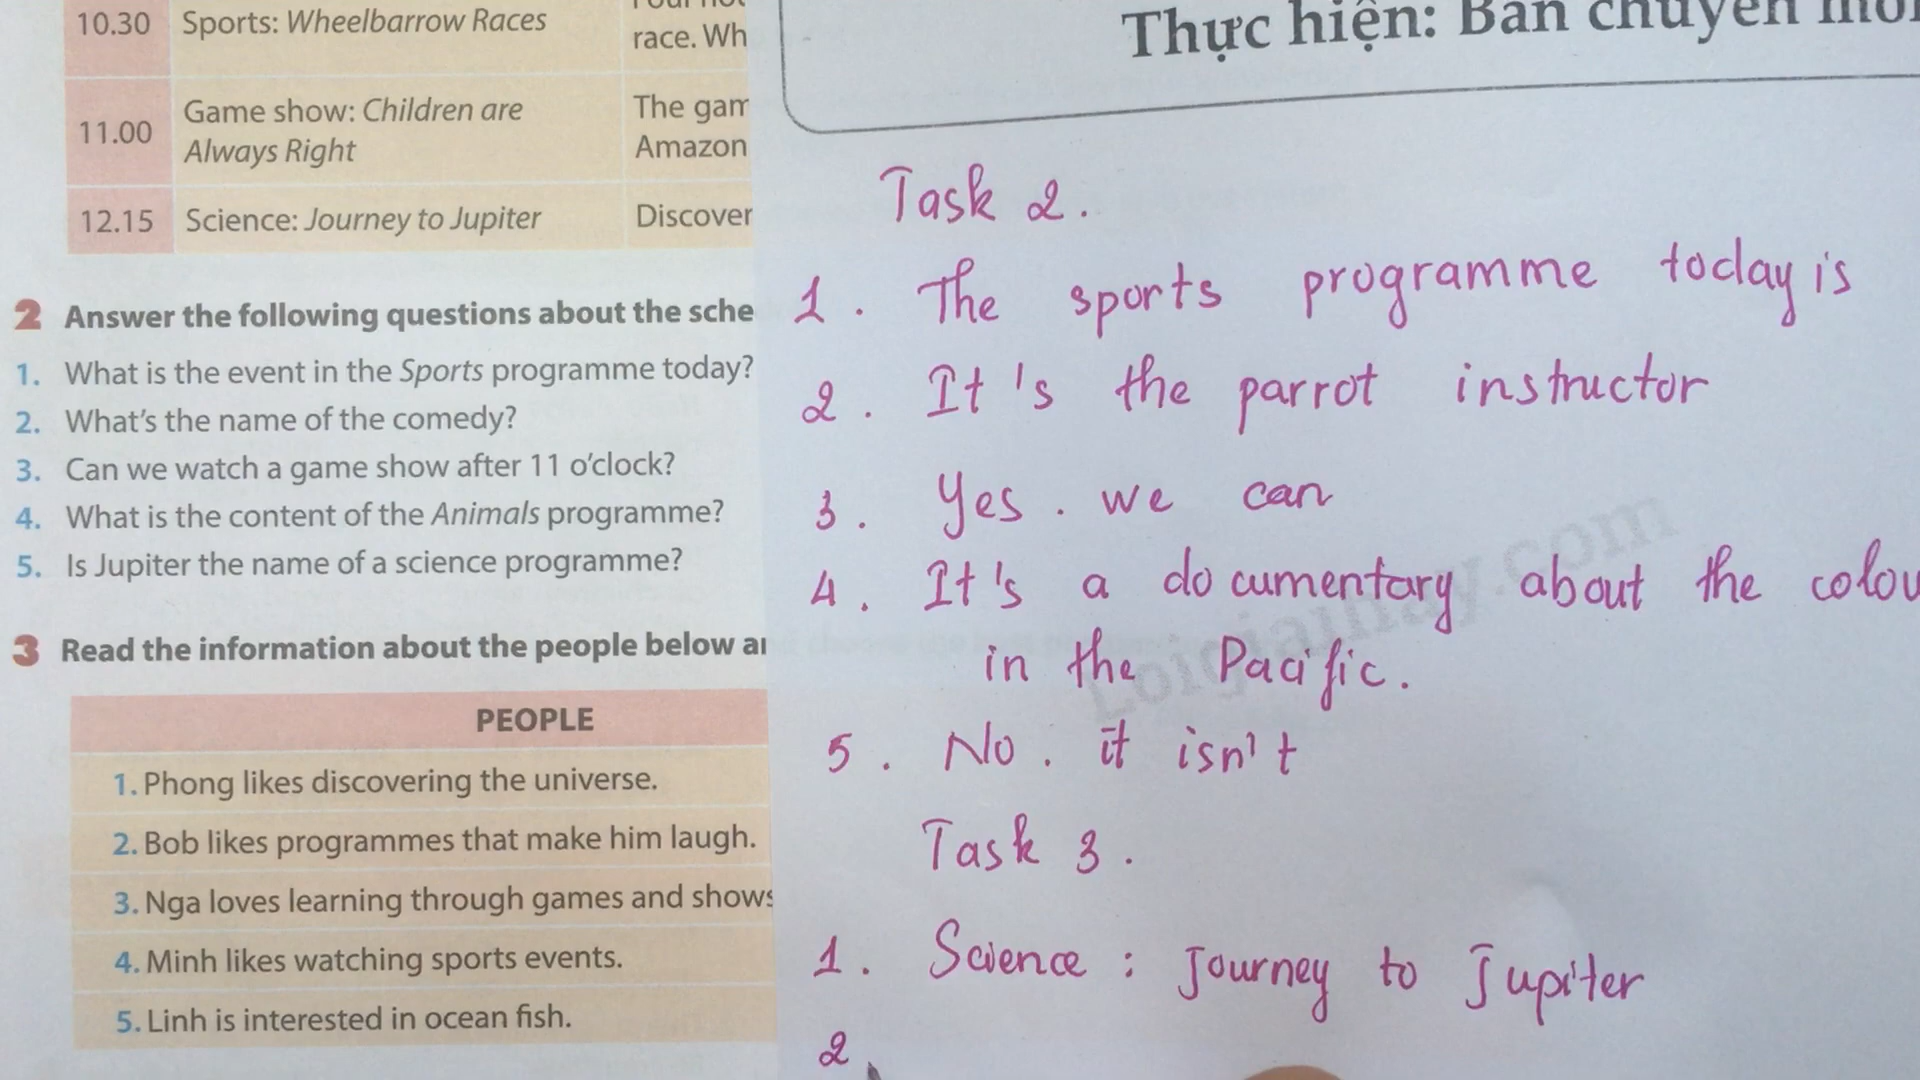 10.30 Sports: Wheelbarrow Races
race. Wh
11.00 Game show: Children are Always Right
The gam
Amazon
12.15 Science: Journey to Jupiter
Discover
2 Answer the following questions about the sche
1. What is the event in the Sports programme today?
2. What's the name of the comedy?
3. Can we watch a game show after 11 o'clock?
4. What is the content of the Animals programme?
5. Is Jupiter the name of a science programme?
3 Read the information about the people below an
PEOPLE
1. Phong likes discovering the universe.
2. Bob likes programmes that make him laugh.
3. Nga loves learning through games and shows
4. Minh likes watching sports events.
5. Linh is interested in ocean fish.
Thực hiện: Ban chuyên môn
Task 2.
1. The sports programme today is
2. It's the parrot instructor
3. Yes. we can
4. It's a documentary about the colou
in the Pacific.
5. No. it isn't
Task 3.
1. Science: Journey to Jupiter
2.
Loigiaihay.com